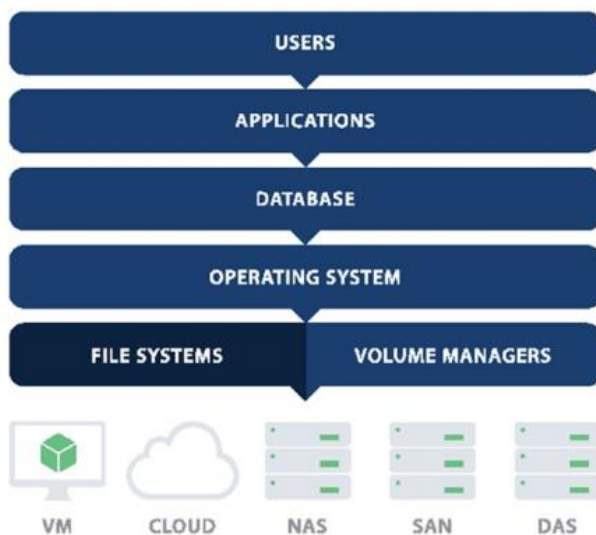 USERS
APPLICATIONS
DATABASE
OPERATING SYSTEM
FILE SYSTEMS VOLUME MANAGERS
VM CLOUD NAS SAN DAS